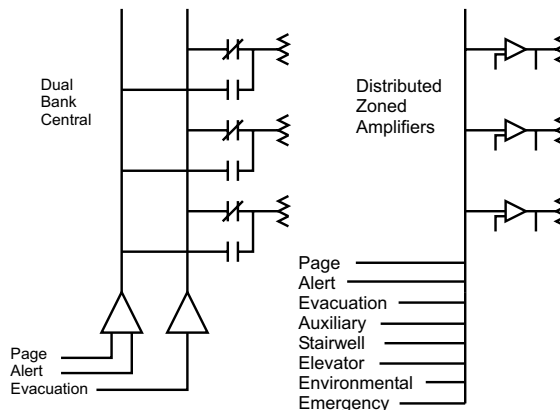 Dual
Bank
Central
Page
Alert
Evacuation
Distributed
Zoned
Amplifiers
Page
Alert
Evacuation
Auxiliary
Stairwell
Elevator
Environmental
Emergency